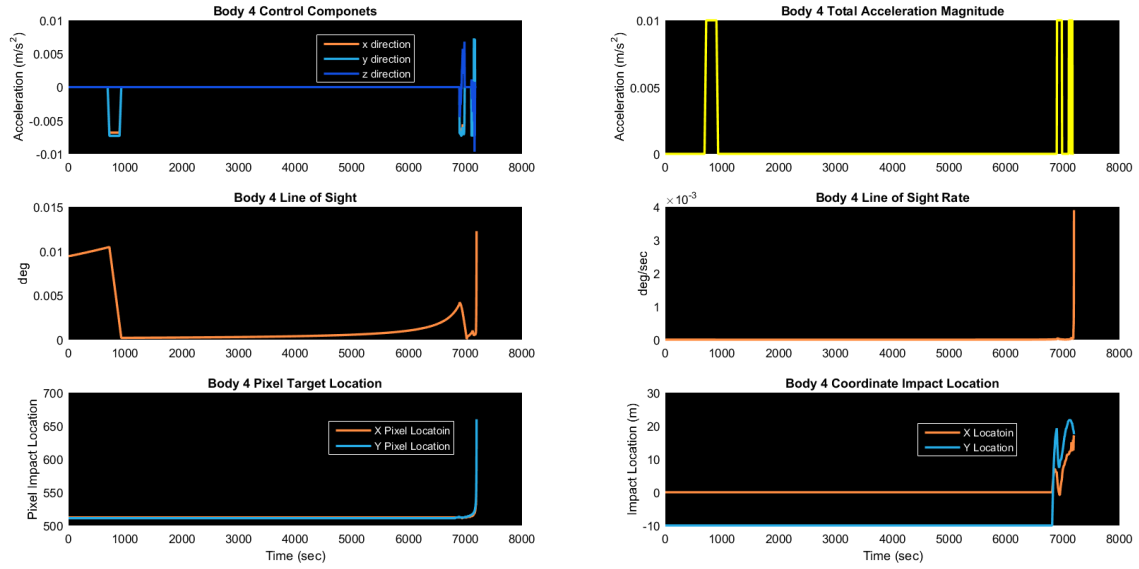 Body 4 Control Componets
Acceleration (m/s²)
0.01
0.005
0
-0.005
-0.01
x direction
y direction
z direction
0 1000 2000 3000 4000 5000 6000 7000 8000
Body 4 Total Acceleration Magnitude
Acceleration (m/s²)
0.01
0.005
0
0 1000 2000 3000 4000 5000 6000 7000 8000
Body 4 Line of Sight
deg
0.015
0.01
0.005
0
0 1000 2000 3000 4000 5000 6000 7000 8000
Body 4 Line of Sight Rate
×10⁻³
deg/sec
4
3
2
1
0
0 1000 2000 3000 4000 5000 6000 7000 8000
Body 4 Pixel Target Location
Pixel Impact Location
700
650
600
550
500
X Pixel Locatoin
Y Pixel Location
0 1000 2000 3000 4000 5000 6000 7000 8000
Time (sec)
Body 4 Coordinate Impact Location
Impact Location (m)
30
20
10
0
-10
X Locatoin
Y Location
0 1000 2000 3000 4000 5000 6000 7000 8000
Time (sec)